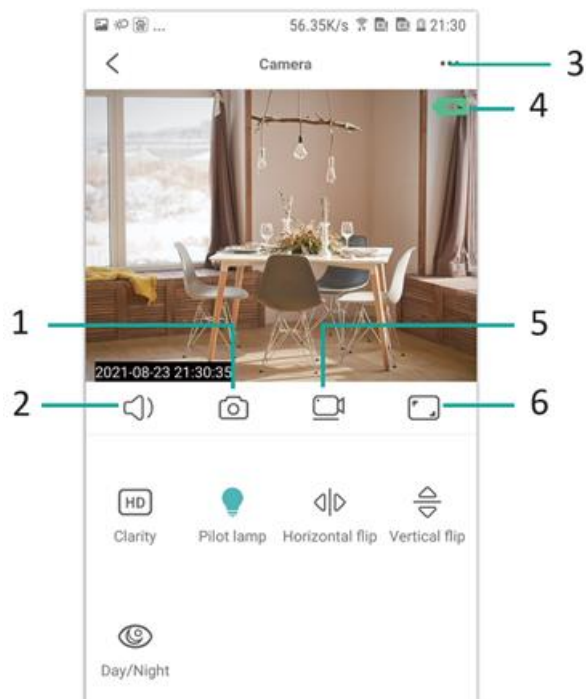 ... 56.35K/s 21:30
Camera ...
3
4
1
5
2021-08-23 21:30:35
2
6
HD
Clarity
Pilot lamp
Horizontal flip
Vertical flip
Day/Night